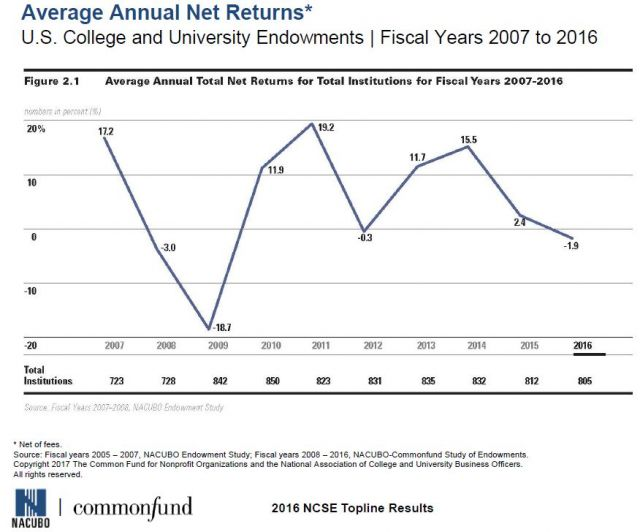 Average Annual Net Returns*
U.S. College and University Endowments | Fiscal Years 2007 to 2016
Figure 2.1 Average Annual Total Net Returns for Total Institutions for Fiscal Years 2007-2016
numbers in percent (%)
20%
10
0
-10
-20
17.2
-3.0
-18.7
11.9
19.2
-0.3
11.7
15.5
2.4
-1.9
2007 2008 2009 2010 2011 2012 2013 2014 2015 2016
Total
Institutions 723 728 842 850 823 831 835 832 812 805
Source: Fiscal Years 2007-2008, NACUBO Endowment Study
* Net of fees.
Source: Fiscal years 2005 – 2007, NACUBO Endowment Study; Fiscal years 2008 – 2016, NACUBO-Commonfund Study of Endowments.
Copyright 2017 The Common Fund for Nonprofit Organizations and the National Association of College and University Business Officers.
All rights reserved.
NACUBO | commonfund 2016 NCSE Topline Results